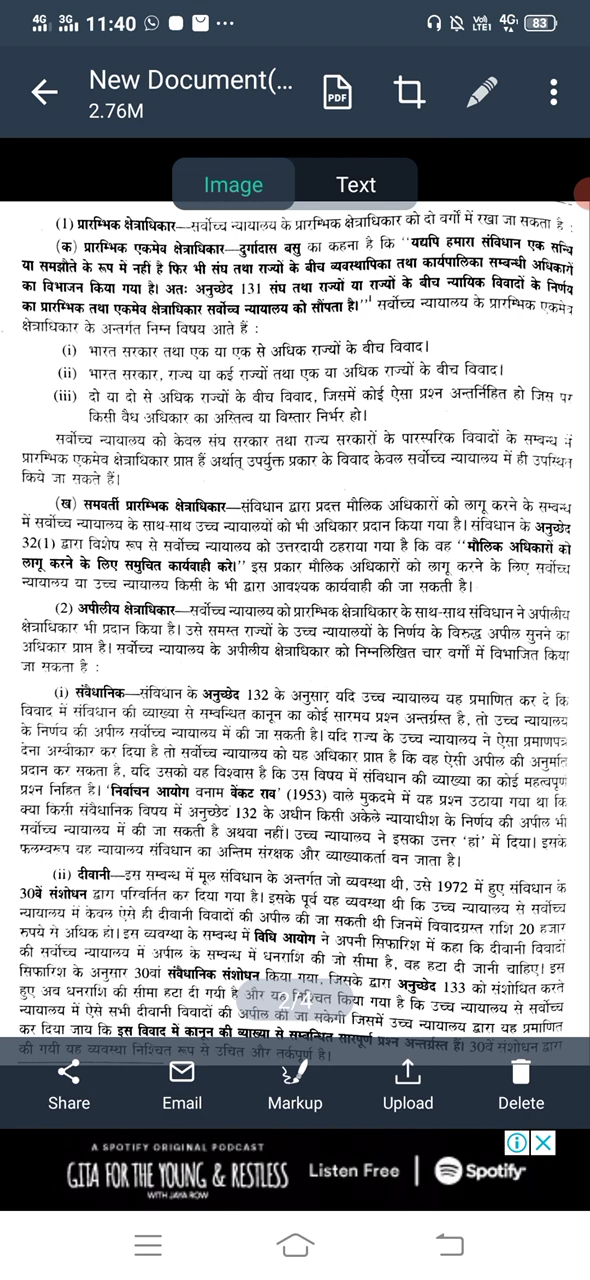 4G 3G 11:40 ... Vo)) LTE1 4G 83
New Document(...
2.76M
PDF
Image Text
(1) प्रारम्भिक क्षेत्राधिकार—सर्वोच्च न्यायालय के प्रारम्भिक क्षेत्राधिकार को दो वर्गों में रखा जा सकता है :
(क) प्रारम्भिक एकमेव क्षेत्राधिकार—दुर्गादास बसु का कहना है कि "यद्यपि हमारा संविधान एक सन्धि
या समझौते के रूप में नहीं है फिर भी संघ तथा राज्यों के बीच व्यवस्थापिका तथा कार्यपालिका सम्बन्धी अधिकारों
का विभाजन किया गया है। अतः अनुच्छेद 131 संघ तथा राज्यों या राज्यों के बीच न्यायिक विवादों के निर्णय
का प्रारम्भिक तथा एकमेव क्षेत्राधिकार सर्वोच्च न्यायालय को सौंपता है।"1 सर्वोच्च न्यायालय के प्रारम्भिक एकमेव
क्षेत्राधिकार के अन्तर्गत निम्न विषय आते हैं :
(i) भारत सरकार तथा एक या एक से अधिक राज्यों के बीच विवाद।
(ii) भारत सरकार, राज्य या कई राज्यों तथा एक या अधिक राज्यों के बीच विवाद।
(iii) दो या दो से अधिक राज्यों के बीच विवाद, जिसमें कोई ऐसा प्रश्न अन्तर्निहित हो जिस पर
किसी वैध अधिकार का अस्तित्व या विस्तार निर्भर हो।
सर्वोच्च न्यायालय को केवल संघ सरकार तथा राज्य सरकारों के पारस्परिक विवादों के सम्बन्ध में
प्रारम्भिक एकमेव क्षेत्राधिकार प्राप्त हैं अर्थात् उपर्युक्त प्रकार के विवाद केवल सर्वोच्च न्यायालय में ही उपस्थित
किये जा सकते हैं।
(ख) समवर्ती प्रारम्भिक क्षेत्राधिकार—संविधान द्वारा प्रदत्त मौलिक अधिकारों को लागू करने के सम्बन्ध
में सर्वोच्च न्यायालय के साथ-साथ उच्च न्यायालयों को भी अधिकार प्रदान किया गया है। संविधान के अनुच्छेद
32(1) द्वारा विशेष रूप से सर्वोच्च न्यायालय को उत्तरदायी ठहराया गया है कि वह "मौलिक अधिकारों को
लागू करने के लिए समुचित कार्यवाही करे।" इस प्रकार मौलिक अधिकारों को लागू करने के लिए सर्वोच्च
न्यायालय या उच्च न्यायालय किसी के भी द्वारा आवश्यक कार्यवाही की जा सकती है।
(2) अपीलीय क्षेत्राधिकार—सर्वोच्च न्यायालय को प्रारम्भिक क्षेत्राधिकार के साथ-साथ संविधान ने अपीलीय
क्षेत्राधिकार भी प्रदान किया है। उसे समस्त राज्यों के उच्च न्यायालयों के निर्णय के विरुद्ध अपील सुनने का
अधिकार प्राप्त है। सर्वोच्च न्यायालय के अपीलीय क्षेत्राधिकार को निम्नलिखित चार वर्गों में विभाजित किया
जा सकता है :
(i) संवैधानिक—संविधान के अनुच्छेद 132 के अनुसार यदि उच्च न्यायालय यह प्रमाणित कर दे कि
विवाद में संविधान की व्याख्या से सम्बन्धित कानून का कोई सारमय प्रश्न अन्तर्ग्रस्त है, तो उच्च न्यायालय
के निर्णय की अपील सर्वोच्च न्यायालय में की जा सकती है। यदि राज्य के उच्च न्यायालय ने ऐसा प्रमाणपत्र
देना अस्वीकार कर दिया है तो सर्वोच्च न्यायालय को यह अधिकार प्राप्त है कि वह ऐसी अपील की अनुमति
प्रदान कर सकता है, यदि उसको यह विश्वास है कि उस विषय में संविधान की व्याख्या का कोई महत्वपूर्ण
प्रश्न निहित है। 'निर्वाचन आयोग बनाम वेंकट राव' (1953) वाले मुकदमे में यह प्रश्न उठाया गया था कि
क्या किसी संवैधानिक विषय में अनुच्छेद 132 के अधीन किसी अकेले न्यायाधीश के निर्णय की अपील भी
सर्वोच्च न्यायालय में की जा सकती है अथवा नहीं। उच्च न्यायालय ने इसका उत्तर 'हां' में दिया। इसके
फलस्वरूप यह न्यायालय संविधान का अन्तिम संरक्षक और व्याख्याकर्ता वन जाता है।
(ii) दीवानी—इस सम्बन्ध में मूल संविधान के अन्तर्गत जो व्यवस्था थी, उसे 1972 में हुए संविधान के
30वें संशोधन द्वारा परिवर्तित कर दिया गया है। इसके पूर्व यह व्यवस्था थी कि उच्च न्यायालय से सर्वोच्च
न्यायालय में केवल ऐसे ही दीवानी विवादों की अपील की जा सकती थी जिनमें विवादग्रस्त राशि 20 हजार
रुपये से अधिक हो। इस व्यवस्था के सम्बन्ध में विधि आयोग ने अपनी सिफारिश में कहा कि दीवानी विवादों
की सर्वोच्च न्यायालय में अपील के सम्बन्ध में धनराशि की जो सीमा है, वह हटा दी जानी चाहिए। इस
सिफारिश के अनुसार 30वां संवैधानिक संशोधन किया गया, जिसके द्वारा अनुच्छेद 133 को संशोधित करते
हुए अव धनराशि की सीमा हटा दी गयी है और यह निश्चित किया गया है कि उच्च न्यायालय से सर्वोच्च
न्यायालय में ऐसे सभी दीवानी विवादों की अपील की जा सकेगी जिसमें उच्च न्यायालय द्वारा यह प्रमाणित
कर दिया जाय कि इस विवाद में कानून की व्याख्या से सम्बन्धित सारपूर्ण प्रश्न अन्तर्ग्रस्त हैं। 30वें संशोधन द्वारा
की गयी यह व्यवस्था निश्चित रूप से उचित और तर्कपूर्ण है।
2/4
Share Email Markup Upload Delete
A SPOTIFY ORIGINAL PODCAST
GITA FOR THE YOUNG & RESTLESS
WITH JAYA ROW
Listen Free | Spotify